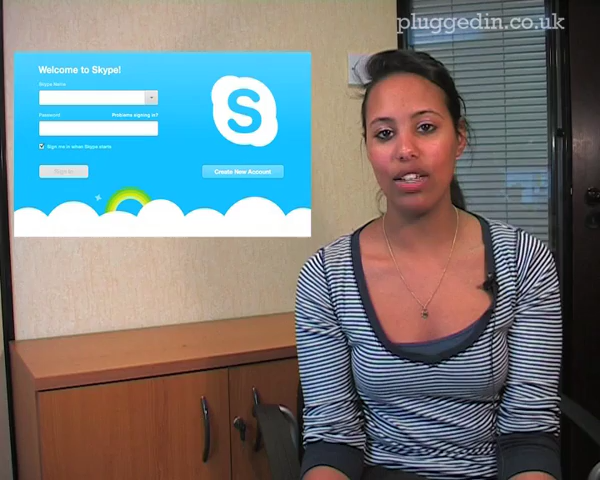 pluggedin.co.uk
Welcome to Skype!
Skype Name
Password
Problems signing in?
Sign me in when Skype starts
Sign in
Create New Account
S